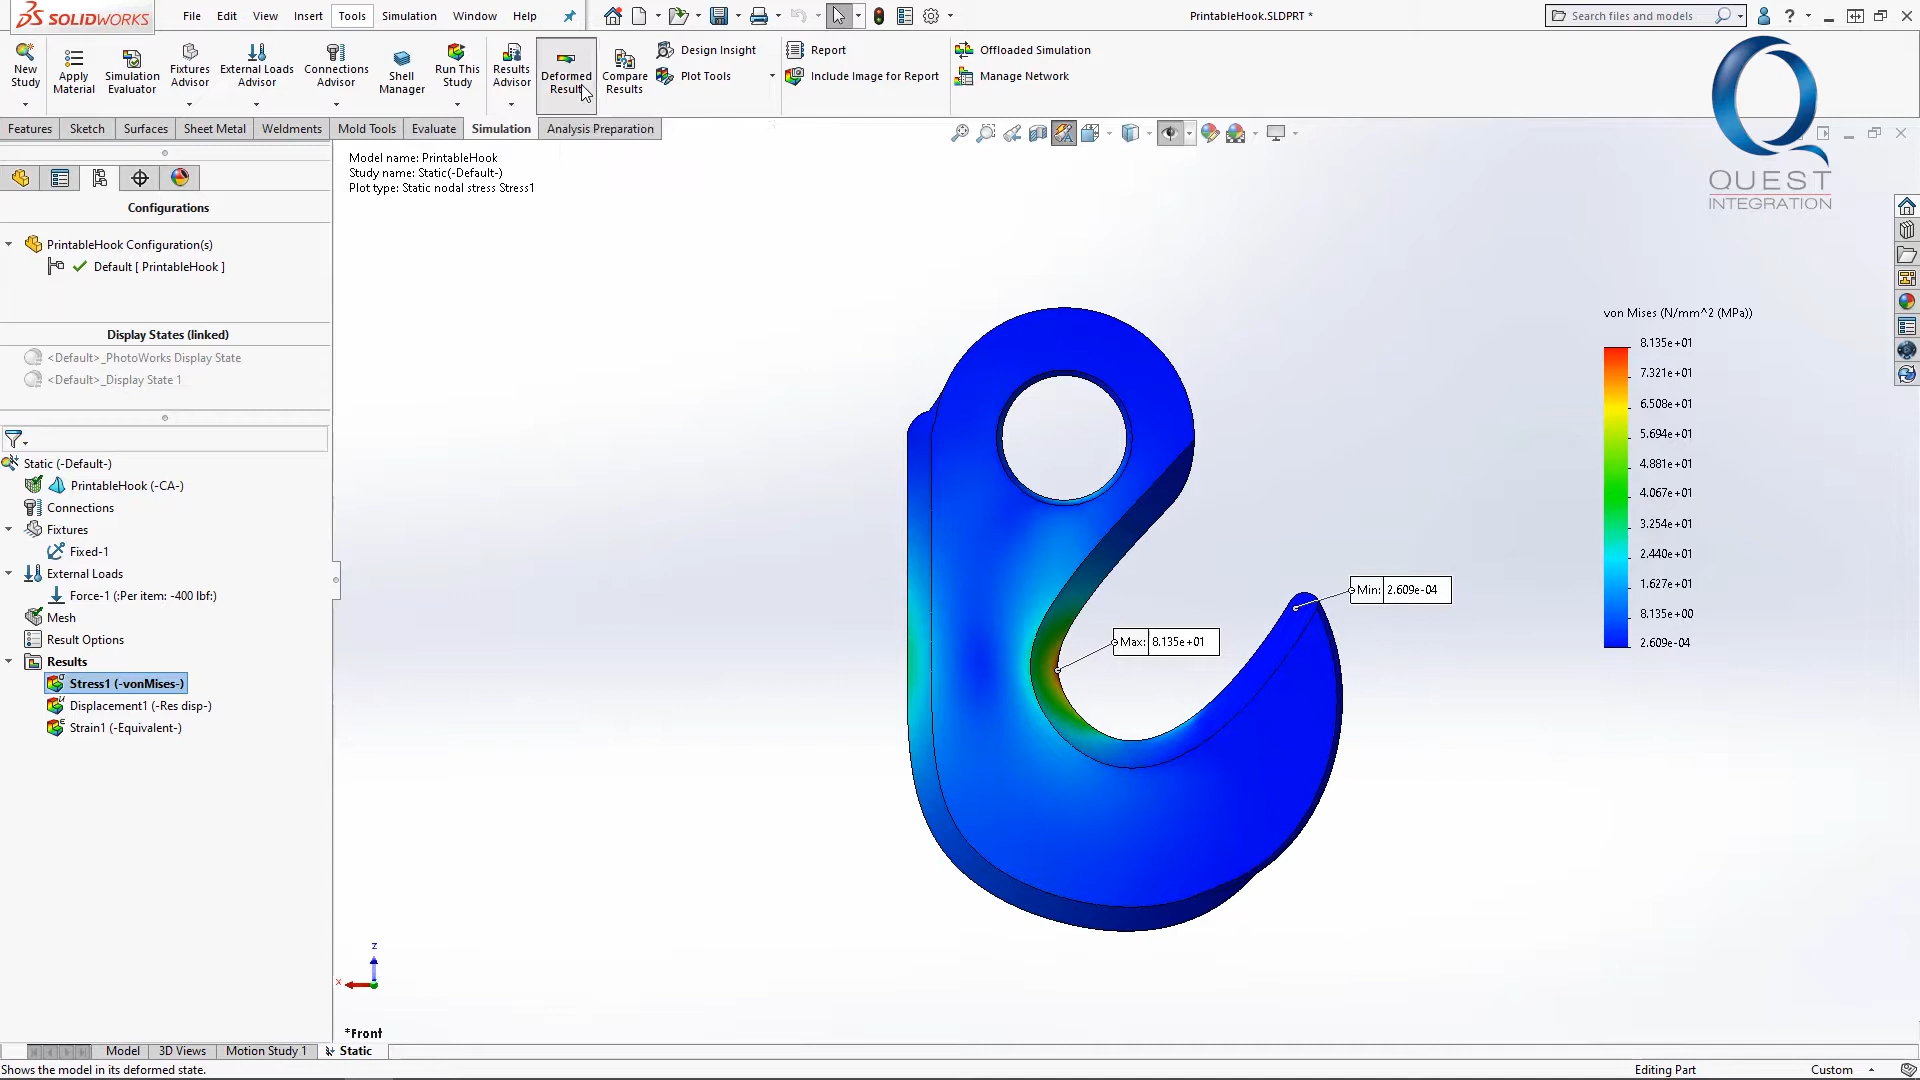 SOLIDWORKS
File Edit View Insert Tools Simulation Window Help
PrintableHook.SLDPRT *
Search files and models
?
New Study
Apply Material
Simulation Evaluator
Fixtures Advisor
External Loads Advisor
Connections Advisor
Shell Manager
Run This Study
Results Advisor
Deformed Result
Compare Results
Design Insight
Plot Tools
Report
Include Image for Report
Offloaded Simulation
Manage Network
Features Sketch Surfaces Sheet Metal Weldments Mold Tools Evaluate Simulation Analysis Preparation
QUEST
INTEGRATION
Model name: PrintableHook
Study name: Static(-Default-)
Plot type: Static nodal stress Stress1
Configurations
PrintableHook Configuration(s)
Default [ PrintableHook ]
Display States (linked)
<Default>_PhotoWorks Display State
<Default>_Display State 1
Static (-Default-)
PrintableHook (-CA-)
Connections
Fixtures
Fixed-1
External Loads
Force-1 (:Per item: -400 lbf:)
Mesh
Result Options
Results
Stress1 (-vonMises-)
Displacement1 (-Res disp-)
Strain1 (-Equivalent-)
von Mises (N/mm^2 (MPa))
8.135e+01
7.321e+01
6.508e+01
5.694e+01
4.881e+01
4.067e+01
3.254e+01
2.440e+01
1.627e+01
8.135e+00
2.609e-04
Min: 2.609e-04
Max: 8.135e+01
z
x
*Front
Model 3D Views Motion Study 1 Static
Shows the model in its deformed state.
Editing Part
Custom